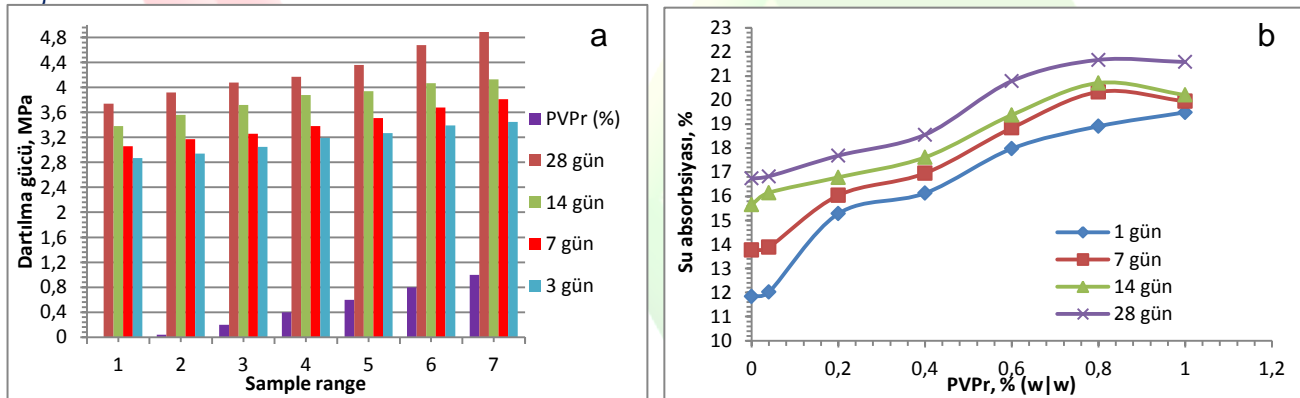 a
Dartılma gücü, MPa
4,8
4,4
4
3,6
3,2
2,8
2,4
2
1,6
1,2
0,8
0,4
0
1 2 3 4 5 6 7
Sample range
PVPr (%)
28 gün
14 gün
7 gün
3 gün
b
Su absorbsiyası, %
23
22
21
20
19
18
17
16
15
14
13
12
11
10
0 0,2 0,4 0,6 0,8 1 1,2
PVPr, % (w|w)
1 gün
7 gün
14 gün
28 gün